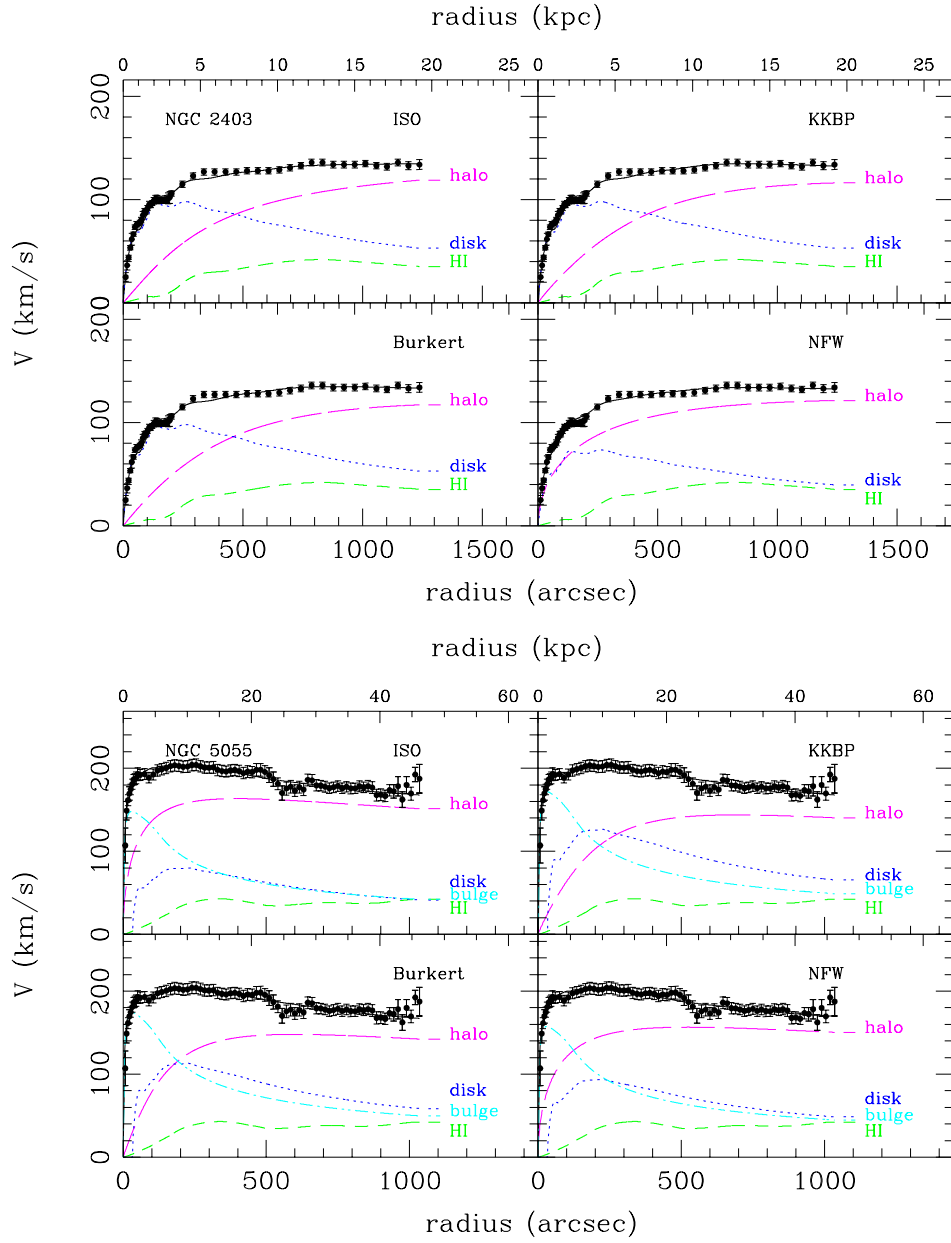 radius (kpc)
0 5 10 15 20 25 0 5 10 15 20 25
NGC 2403 ISO KKBP
200
100
0
halo halo
disk disk
HI HI
V (km/s)
Burkert NFW
200
100
0
halo halo
disk disk
HI HI
0 500 1000 1500 0 500 1000 1500
radius (arcsec)
radius (kpc)
0 20 40 60 0 20 40 60
NGC 5055 ISO KKBP
200
100
0
halo halo
disk disk
bulge bulge
HI HI
V (km/s)
Burkert NFW
200
100
0
halo halo
disk disk
bulge bulge
HI HI
0 500 1000 0 500 1000
radius (arcsec)